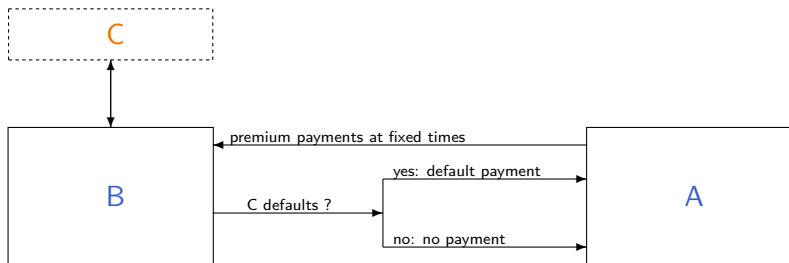 C
premium payments at fixed times
yes: default payment
B
C defaults ?
A
no: no payment